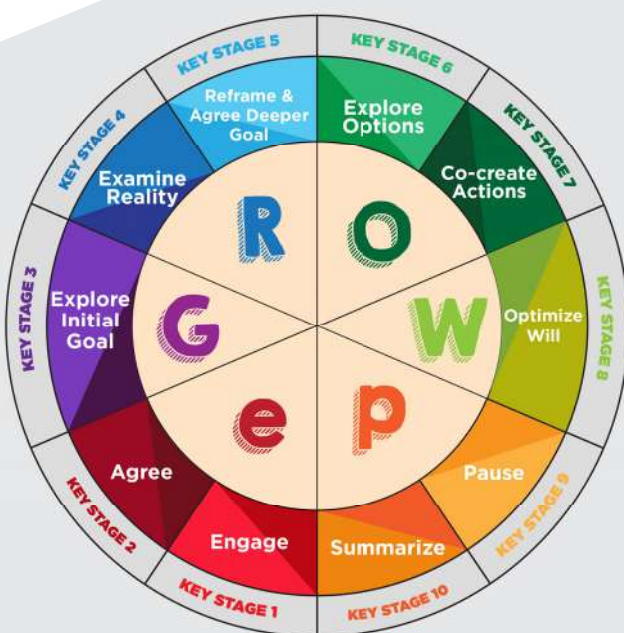 KEY STAGE 1
Engage
KEY STAGE 2
Agree
e
KEY STAGE 3
Explore
Initial
Goal
G
KEY STAGE 4
Examine
Reality
KEY STAGE 5
Reframe &
Agree Deeper
Goal
R
KEY STAGE 6
Explore
Options
KEY STAGE 7
Co-create
Actions
O
KEY STAGE 8
Optimize
Will
W
KEY STAGE 9
Pause
KEY STAGE 10
Summarize
p